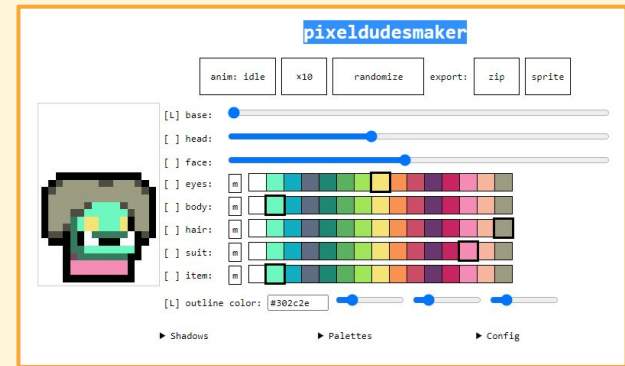 pixeldudesmaker
anim: idle ×10 randomize export: zip sprite
[L] base:
[ ] head:
[ ] face:
[ ] eyes: m
[ ] body: m
[ ] hair: m
[ ] suit: m
[ ] item: m
[L] outline color: #302c2e
▶ Shadows ▶ Palettes ▶ Config